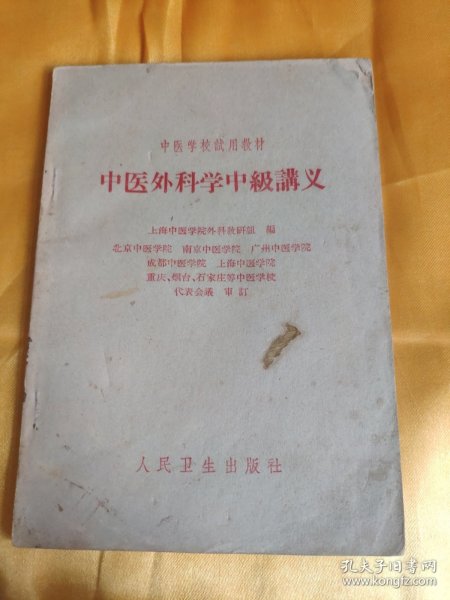 中医学校試用教材
中医外科学中級講义
上海中医学院外科教研組 編
北京中医学院 南京中医学院 广州中医学院
成都中医学院 上海中医学院
重庆、烟台、石家庄等中医学校
代表会議 审訂
人民卫生出版社
孔夫子旧书网
www.kongfz.com